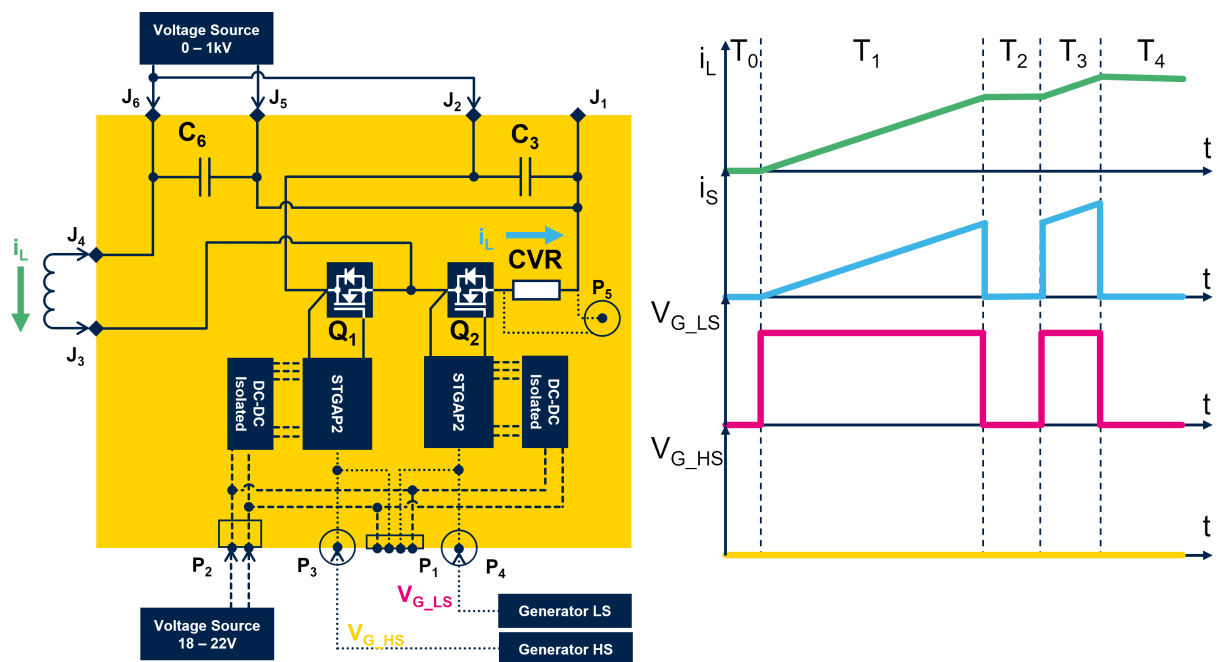 Voltage Source
0 – 1kV
J6
J5
J2
J1
C6
C3
J4
iL
iL
CVR
P5
J3
Q1
Q2
DC-DC
Isolated
STGAP2
STGAP2
DC-DC
Isolated
P2
P3
P1
P4
VG_LS
Voltage Source
18 – 22V
VG_HS
Generator LS
Generator HS
iL
T0
T1
T2
T3
T4
t
iS
t
VG_LS
t
VG_HS
t